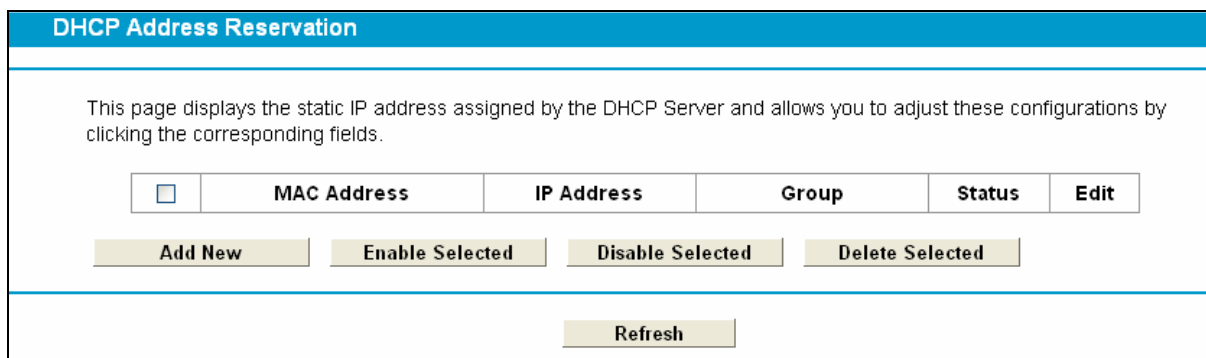 DHCP Address Reservation
This page displays the static IP address assigned by the DHCP Server and allows you to adjust these configurations by
clicking the corresponding fields.
MAC Address IP Address Group Status Edit
Add New Enable Selected Disable Selected Delete Selected
Refresh